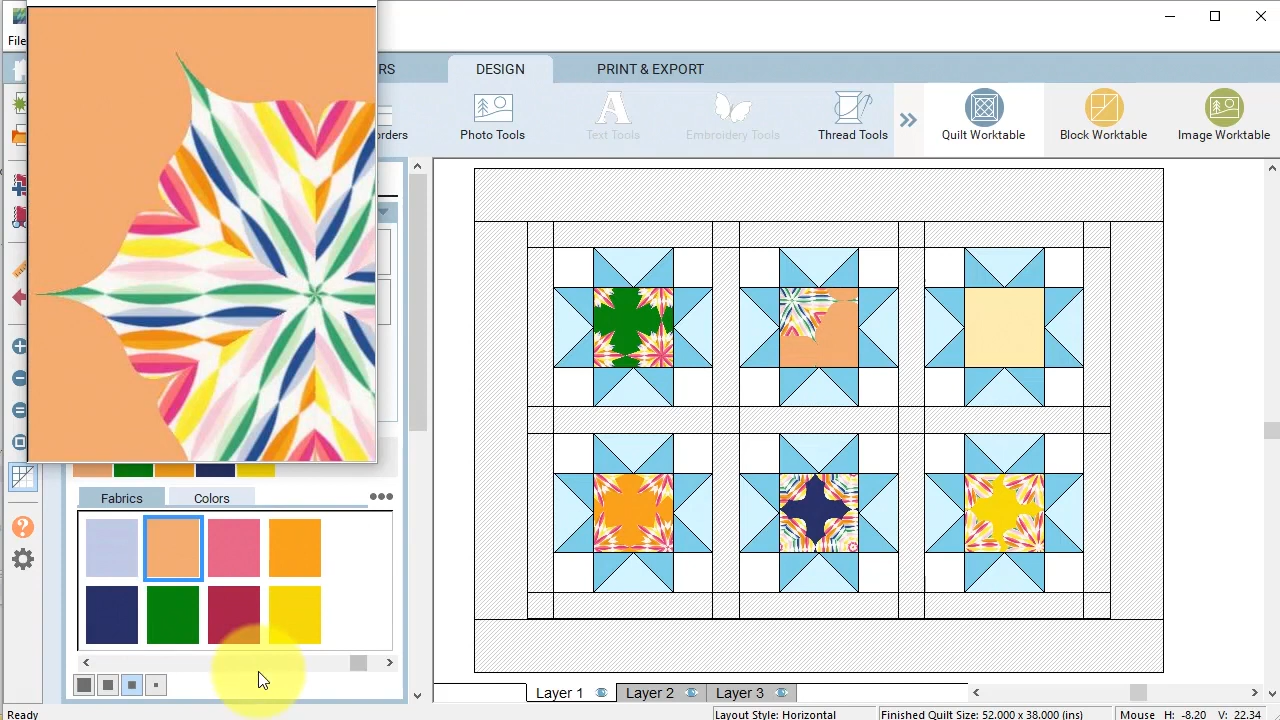 File
RS
DESIGN
PRINT & EXPORT
orders
Photo Tools
Text Tools
Embroidery Tools
Thread Tools
Quilt Worktable
Block Worktable
Image Worktable
Fabrics
Colors
Layer 1
Layer 2
Layer 3
Ready
Layout Style: Horizontal
Finished Quilt Size: 52.000 x 38.000 (ins)
Mouse H: -8.20 V: 22.34